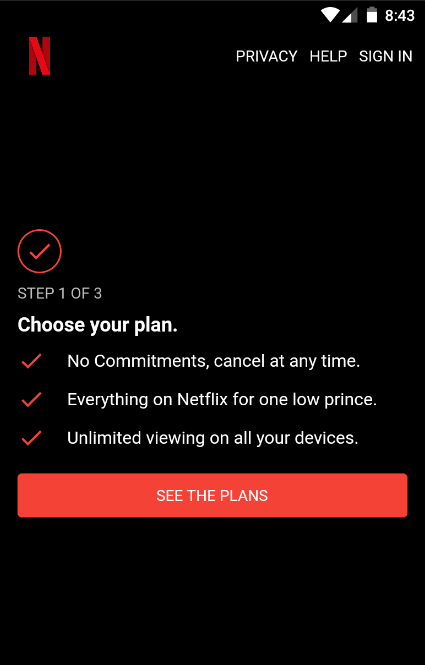 8:43
N
PRIVACY HELP SIGN IN
STEP 1 OF 3
Choose your plan.
No Commitments, cancel at any time.
Everything on Netflix for one low prince.
Unlimited viewing on all your devices.
SEE THE PLANS